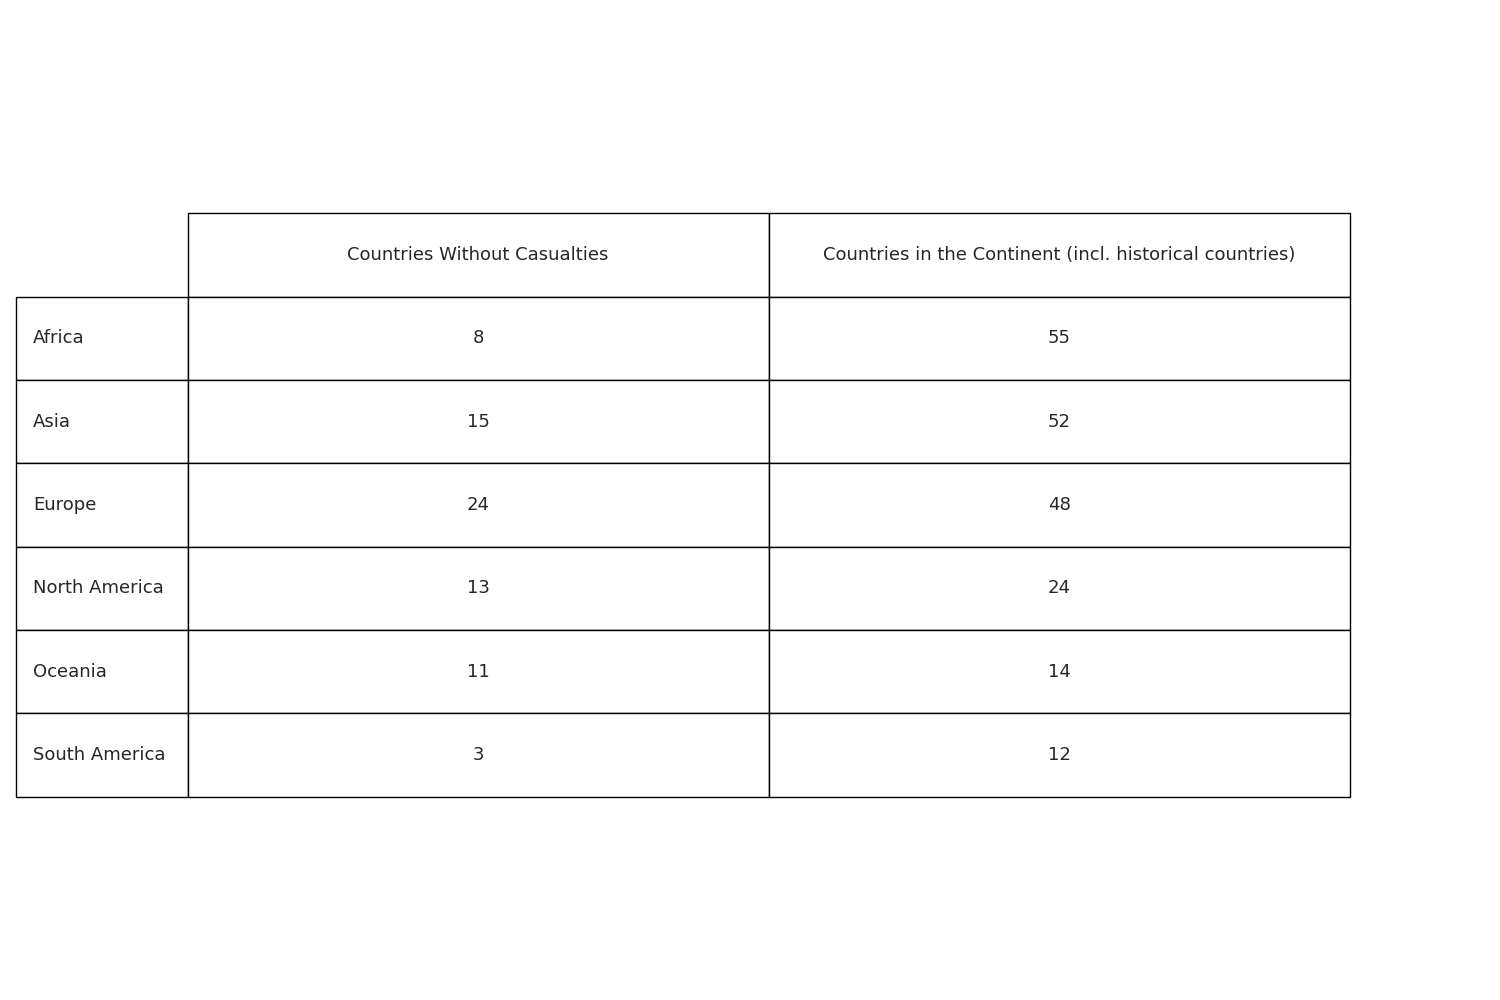 Countries Without Casualties Countries in the Continent (incl. historical countries)
Africa 8 55
Asia 15 52
Europe 24 48
North America 13 24
Oceania 11 14
South America 3 12